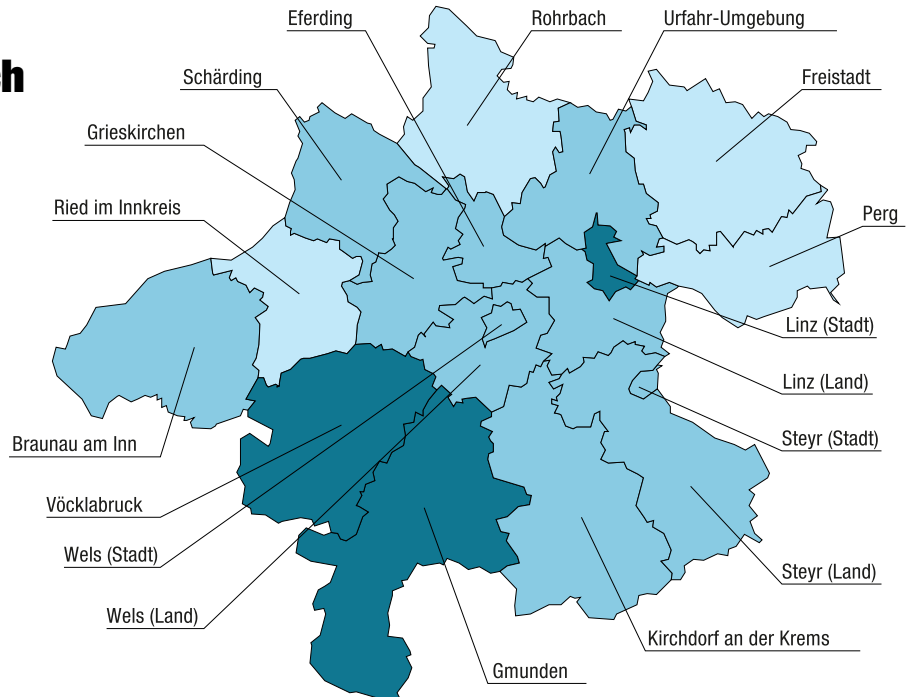 ch
Eferding
Rohrbach
Urfahr-Umgebung
Schärding
Freistadt
Grieskirchen
Ried im Innkreis
Perg
Linz (Stadt)
Linz (Land)
Braunau am Inn
Steyr (Stadt)
Vöcklabruck
Wels (Stadt)
Steyr (Land)
Wels (Land)
Kirchdorf an der Krems
Gmunden